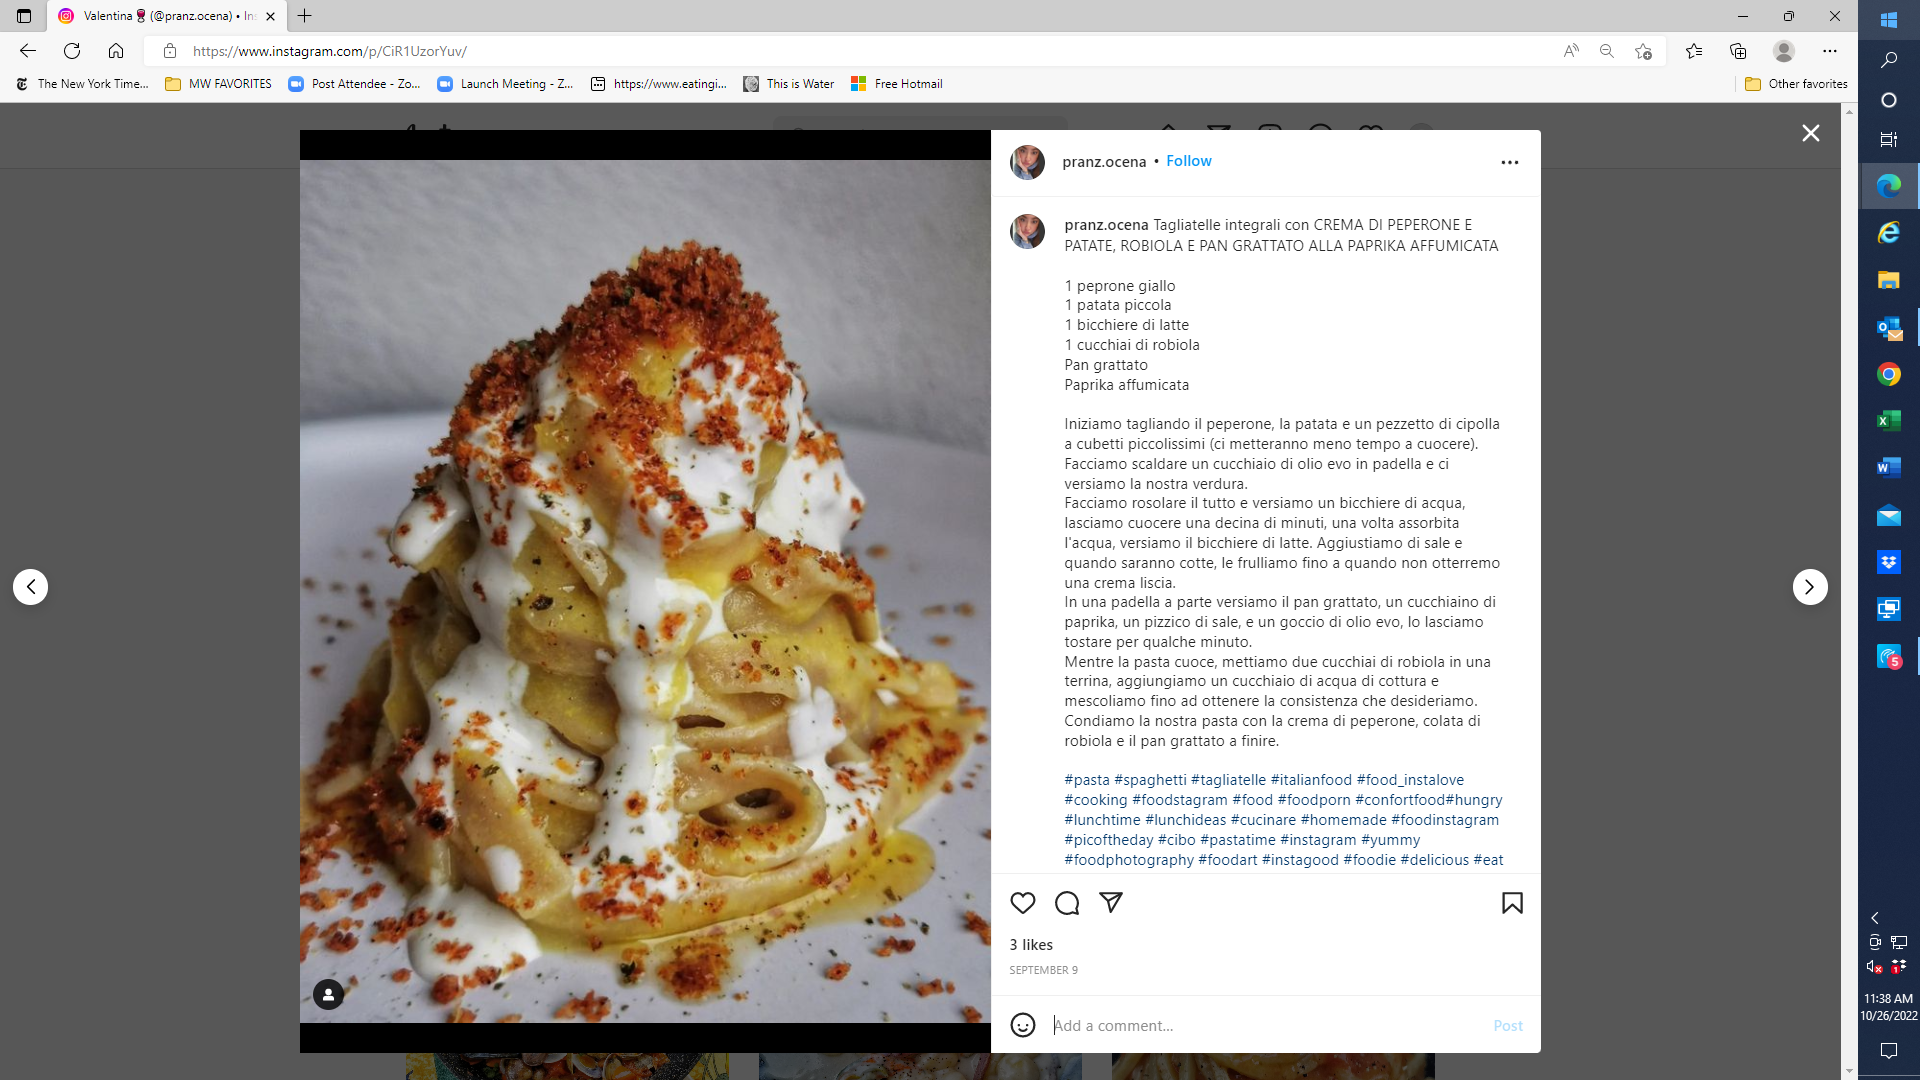 Valentina (@pranz.ocena) • In
https://www.instagram.com/p/CiR1UzorYuv/
The New York Time...
MW FAVORITES
Post Attendee - Zo...
Launch Meeting - Z...
https://www.eatingi...
This is Water
Free Hotmail
Other favorites
pranz.ocena • Follow
pranz.ocena Tagliatelle integrali con CREMA DI PEPERONE E
PATATE, ROBIOLA E PAN GRATTATO ALLA PAPRIKA AFFUMICATA
1 peprone giallo
1 patata piccola
1 bicchiere di latte
1 cucchiai di robiola
Pan grattato
Paprika affumicata
Iniziamo tagliando il peperone, la patata e un pezzetto di cipolla
a cubetti piccolissimi (ci metteranno meno tempo a cuocere).
Facciamo scaldare un cucchiaio di olio evo in padella e ci
versiamo la nostra verdura.
Facciamo rosolare il tutto e versiamo un bicchiere di acqua,
lasciamo cuocere una decina di minuti, una volta assorbita
l'acqua, versiamo il bicchiere di latte. Aggiustiamo di sale e
quando saranno cotte, le frulliamo fino a quando non otterremo
una crema liscia.
In una padella a parte versiamo il pan grattato, un cucchiaino di
paprika, un pizzico di sale, e un goccio di olio evo, lo lasciamo
tostare per qualche minuto.
Mentre la pasta cuoce, mettiamo due cucchiai di robiola in una
terrina, aggiungiamo un cucchiaio di acqua di cottura e
mescoliamo fino ad ottenere la consistenza che desideriamo.
Condiamo la nostra pasta con la crema di peperone, colata di
robiola e il pan grattato a finire.
#pasta #spaghetti #tagliatelle #italianfood #food_instalove
#cooking #foodstagram #food #foodporn #confortfood#hungry
#lunchtime #lunchideas #cucinare #homemade #foodinstagram
#picoftheday #cibo #pastatime #instagram #yummy
#foodphotography #foodart #instagood #foodie #delicious #eat
3 likes
SEPTEMBER 9
Add a comment...
Post
5
1
11:38 AM
10/26/2022